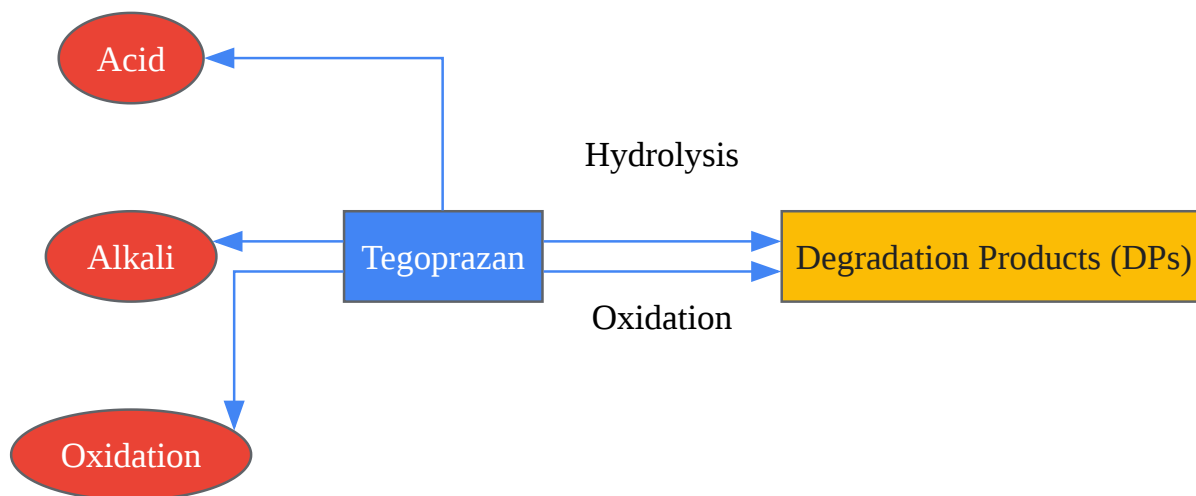 Acid
Hydrolysis
Alkali
Tegoprazan
Degradation Products (DPs)
Oxidation
Oxidation